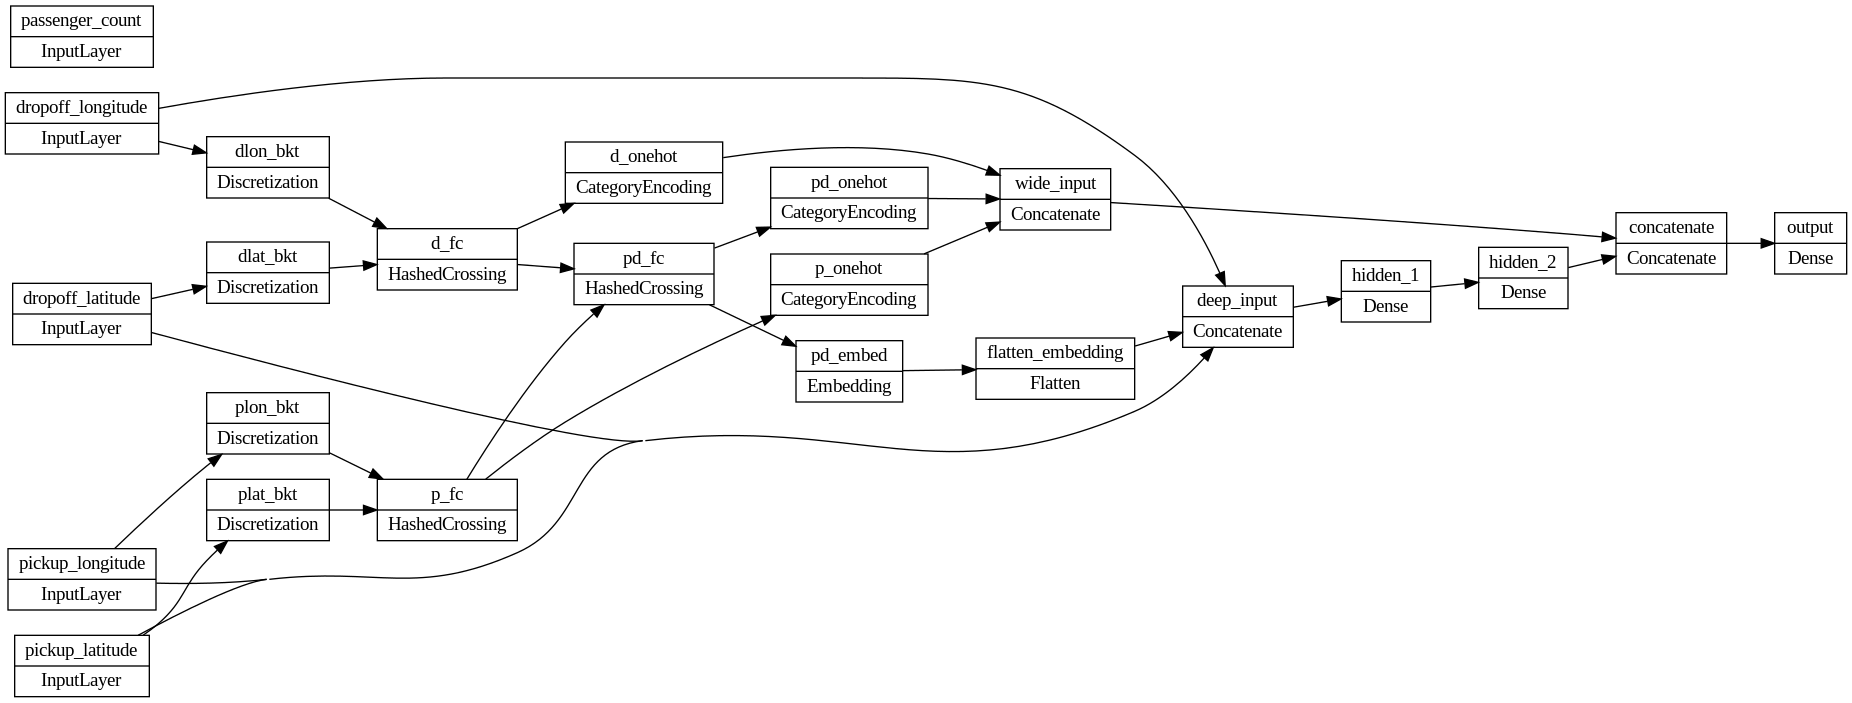 passenger_count
InputLayer
dropoff_longitude
InputLayer
dlon_bkt
Discretization
d_onehot
CategoryEncoding
pd_onehot
CategoryEncoding
wide_input
Concatenate
d_fc
HashedCrossing
dlat_bkt
Discretization
pd_fc
HashedCrossing
p_onehot
CategoryEncoding
concatenate
Concatenate
output
Dense
hidden_2
Dense
hidden_1
Dense
dropoff_latitude
InputLayer
deep_input
Concatenate
pd_embed
Embedding
flatten_embedding
Flatten
plon_bkt
Discretization
plat_bkt
Discretization
p_fc
HashedCrossing
pickup_longitude
InputLayer
pickup_latitude
InputLayer